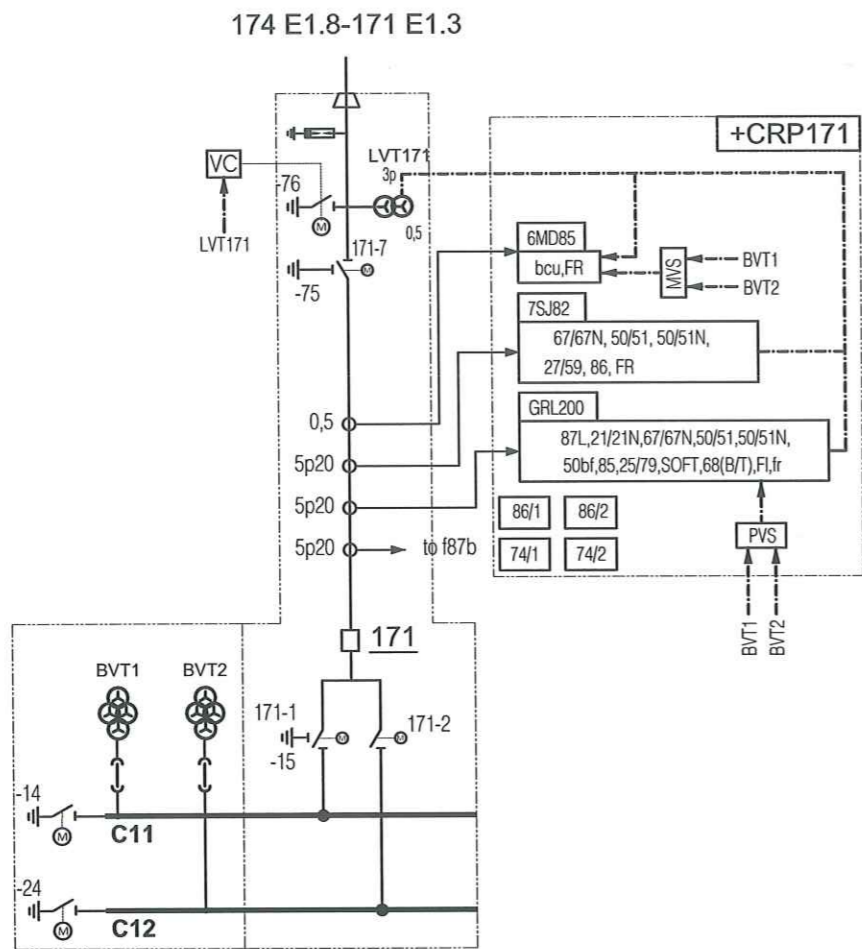 174 E1.8-171 E1.3
+CRP171
VC
LVT171
-76
M
LVT171
3p
0,5
171-7
M
-75
6MD85
bcu,FR
MVS
BVT1
BVT2
7SJ82
67/67N, 50/51, 50/51N,
27/59, 86, FR
GRL200
87L,21/21N,67/67N,50/51,50/51N,
50bf,85,25/79,SOFT,68(B/T),FI,fr
0,5
5p20
5p20
5p20
to f87b
86/1
86/2
74/1
74/2
PVS
BVT1
BVT2
171
BVT1
BVT2
171-1
M
-15
171-2
M
-14
M
C11
-24
M
C12